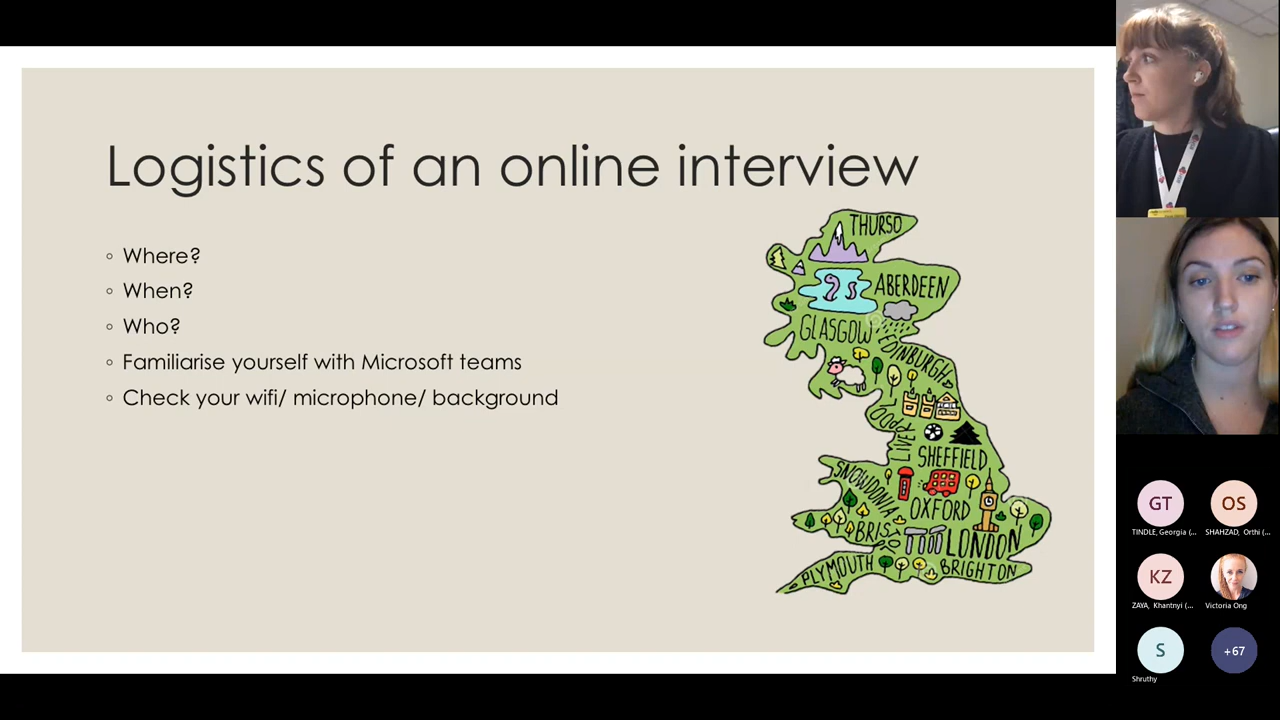 Logistics of an online interview
◦ Where?
◦ When?
◦ Who?
◦ Familiarise yourself with Microsoft teams
◦ Check your wifi/ microphone/ background
THURSO
ABERDEEN
GLASGOW
EDINBURGH
LIVERPOOL
SHEFFIELD
SNOWDONIA
OXFORD
BRISTOL
LONDON
PLYMOUTH
BRIGHTON
GT
OS
TINDLE, Georgia (...
SHAHZAD, Orthi (...
KZ
ZAYA, Khantnyi (...
Victoria Ong
S
+67
Shruthy